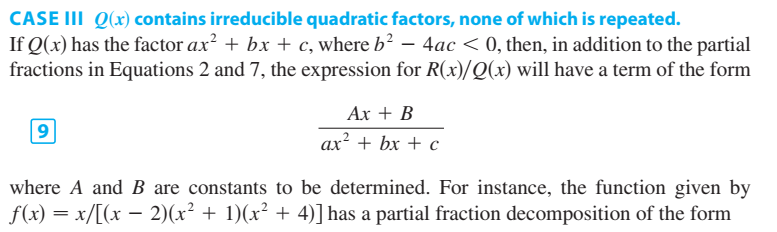 CASE III Q(x) contains irreducible quadratic factors, none of which is repeated.
If Q(x) has the factor ax² + bx + c, where b² − 4ac < 0, then, in addition to the partial
fractions in Equations 2 and 7, the expression for R(x)/Q(x) will have a term of the form
Ax + B
9
ax² + bx + c
where A and B are constants to be determined. For instance, the function given by
f(x) = x/[(x − 2)(x² + 1)(x² + 4)] has a partial fraction decomposition of the form